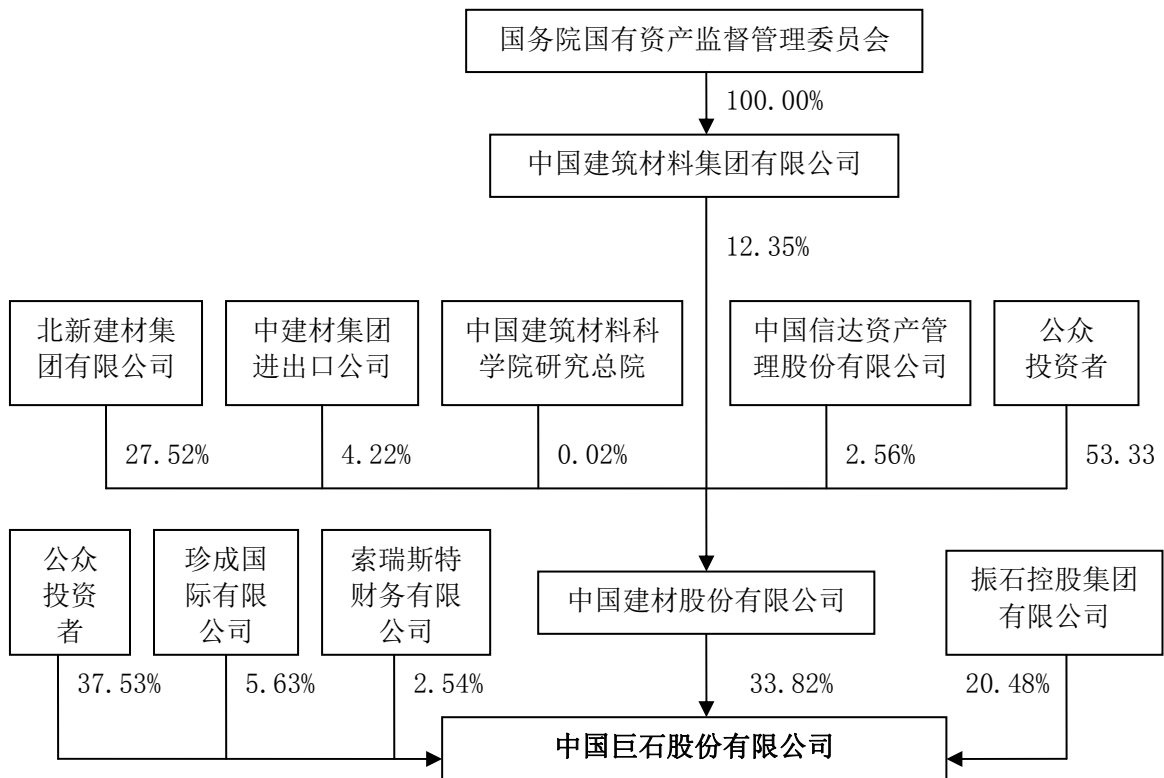 国务院国有资产监督管理委员会
100.00%
中国建筑材料集团有限公司
12.35%
北新建材集
团有限公司
中建材集团
进出口公司
中国建筑材料科
学院研究总院
中国信达资产管
理股份有限公司
公众
投资者
27.52%
4.22%
0.02%
2.56%
53.33
公众
投资
者
珍成国
际有限
公司
索瑞斯特
财务有限
公司
中国建材股份有限公司
振石控股集团
有限公司
37.53%
5.63%
2.54%
33.82%
20.48%
中国巨石股份有限公司